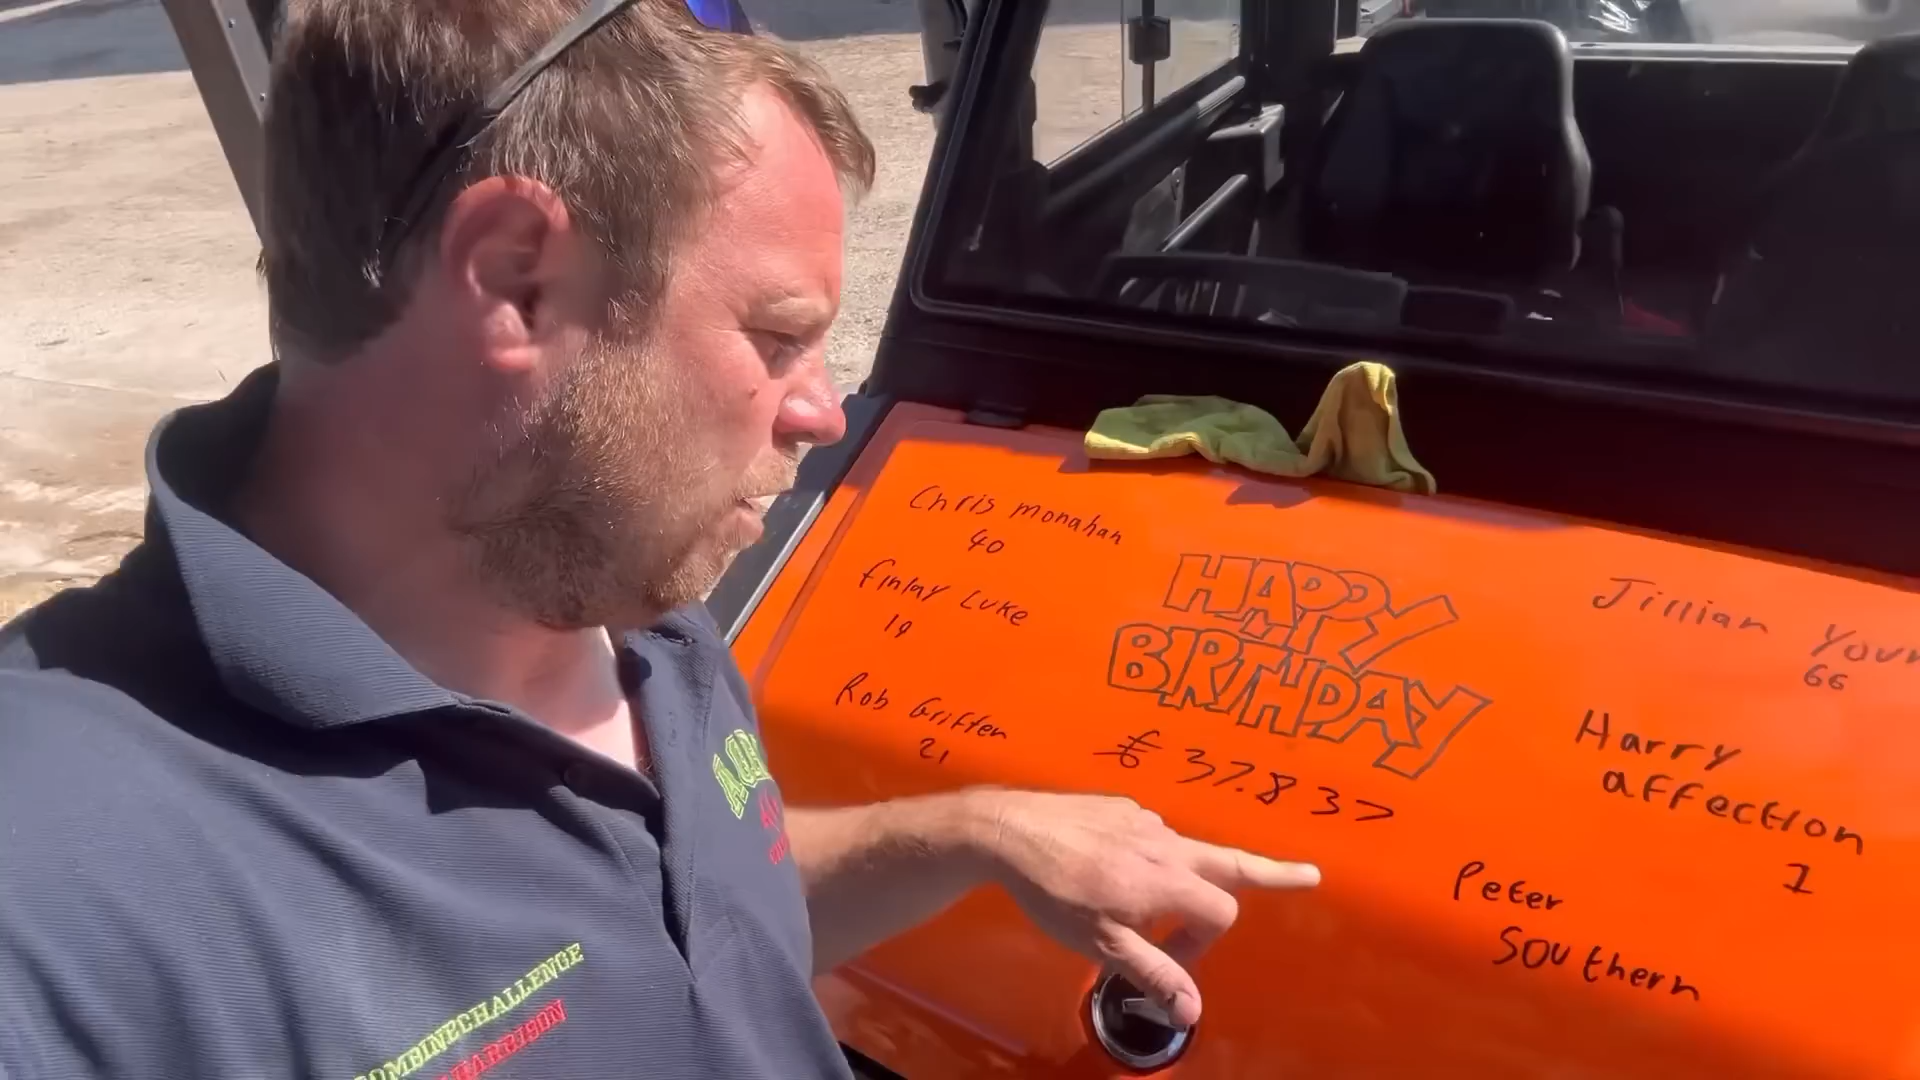 Chris monahan
40
Finlay Luke
19
Rob Griffen
21
HAPPY
BIRTHDAY
£ 37.837
Jillian
66
Harry
affection
1
Peter
Southern
COMBINECHALLENGE
HARRISON